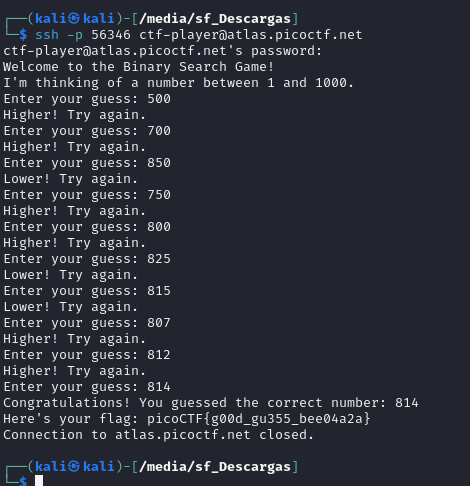 ┌──(kali㉿kali)-[/media/sf_Descargas]
└─$ ssh -p 56346 ctf-player@atlas.picoctf.net
ctf-player@atlas.picoctf.net's password:
Welcome to the Binary Search Game!
I'm thinking of a number between 1 and 1000.
Enter your guess: 500
Higher! Try again.
Enter your guess: 700
Higher! Try again.
Enter your guess: 850
Lower! Try again.
Enter your guess: 750
Higher! Try again.
Enter your guess: 800
Higher! Try again.
Enter your guess: 825
Lower! Try again.
Enter your guess: 815
Lower! Try again.
Enter your guess: 807
Higher! Try again.
Enter your guess: 812
Higher! Try again.
Enter your guess: 814
Congratulations! You guessed the correct number: 814
Here's your flag: picoCTF{g00d_gu355_bee04a2a}
Connection to atlas.picoctf.net closed.
┌──(kali㉿kali)-[/media/sf_Descargas]
└─$